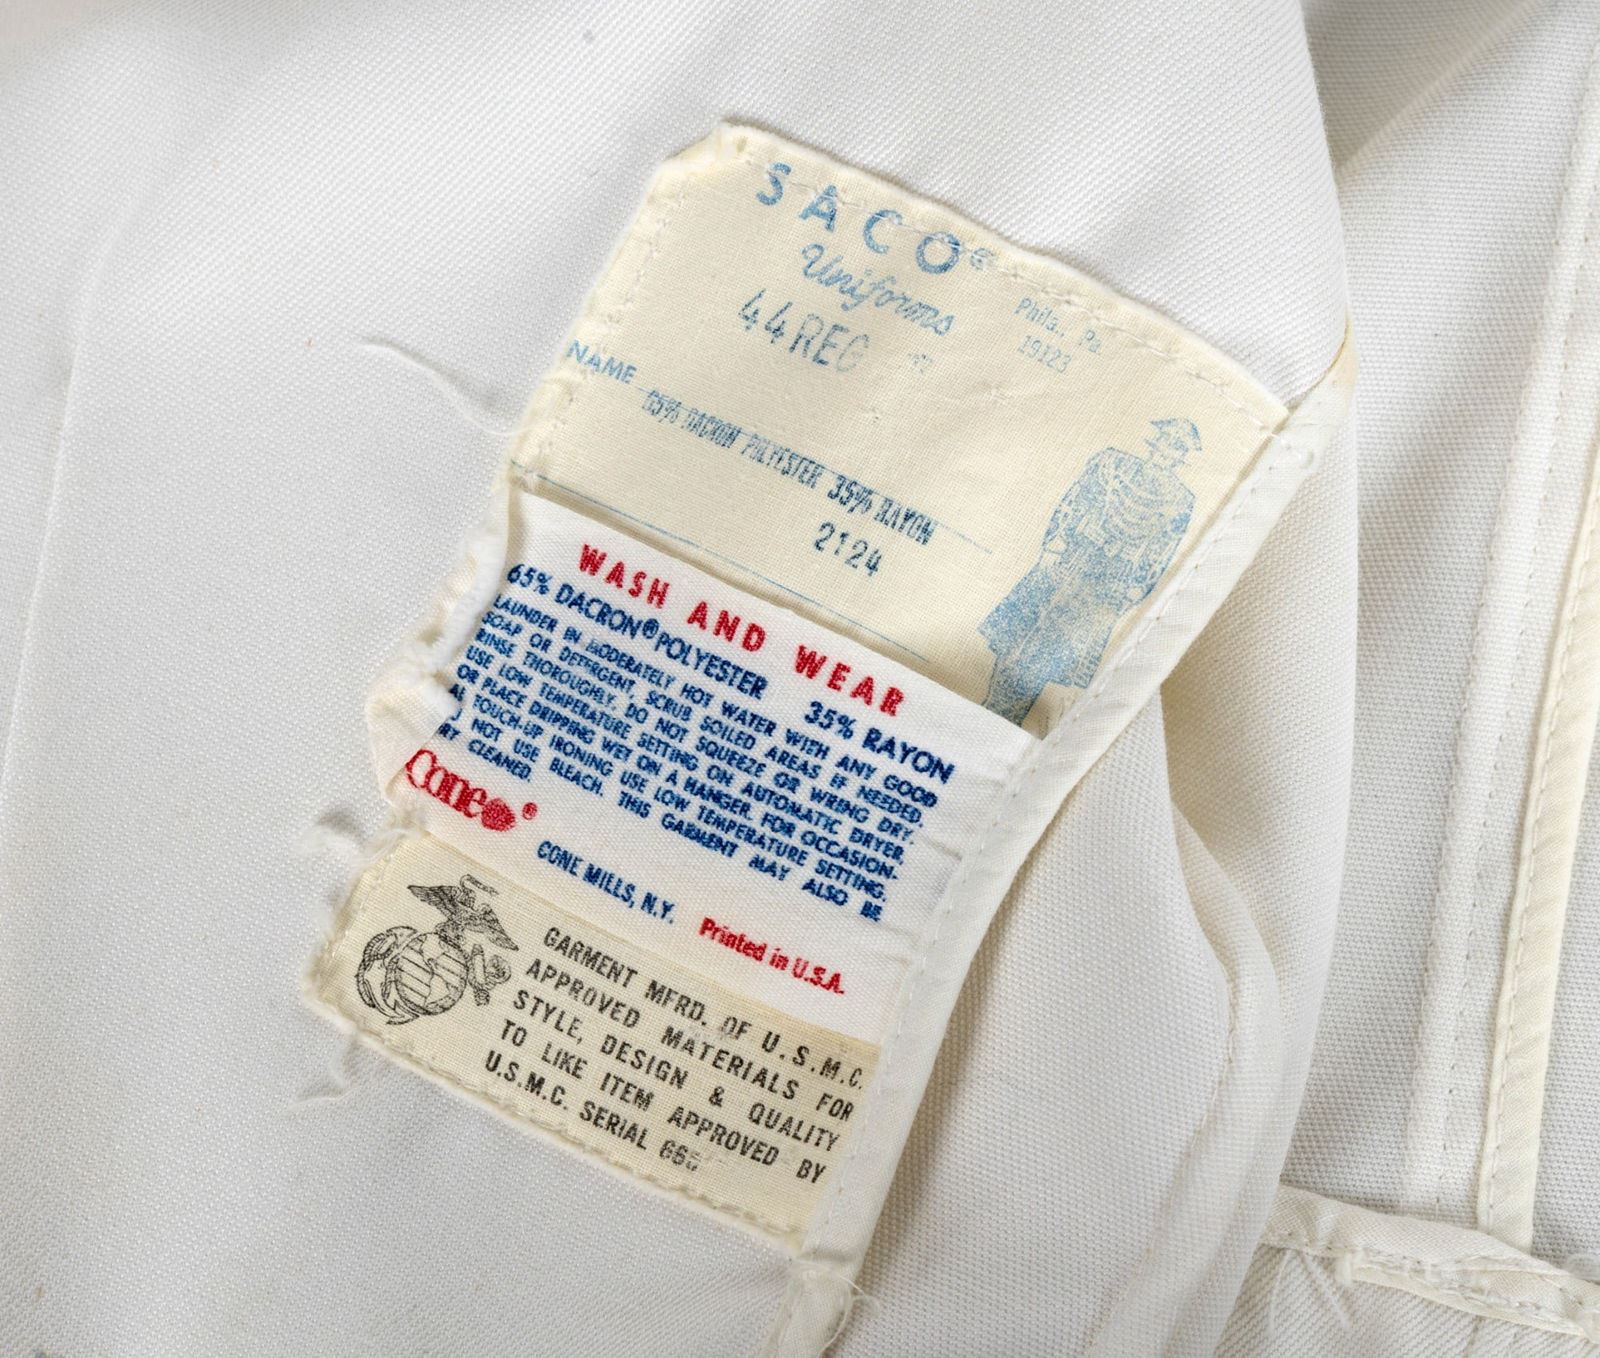 SACO®
Uniforms
Phila., Pa.
19123
44 REG
NAME
65% DACRON POLYESTER 35% RAYON
2124
WASH AND WEAR
65% DACRON® POLYESTER 35% RAYON
LAUNDER IN MODERATELY HOT WATER WITH ANY GOOD
SOAP OR DETERGENT, SCRUB SOILED AREAS IF NEEDED.
RINSE THOROUGHLY. DO NOT SQUEEZE OR WRING DRY.
USE LOW TEMPERATURE SETTING ON AUTOMATIC DRYER
OR PLACE DRIPPING WET ON A HANGER. FOR OCCASION-
AL TOUCH-UP IRONING USE LOW TEMPERATURE SETTING.
NOT USE BLEACH. THIS GARMENT MAY ALSO BE
RY CLEANED.
Cone®
CONE MILLS, N.Y. Printed in U.S.A.
GARMENT MFRD. OF U.S.M.C.
APPROVED MATERIALS FOR
STYLE, DESIGN & QUALITY
TO LIKE ITEM APPROVED BY
U.S.M.C. SERIAL